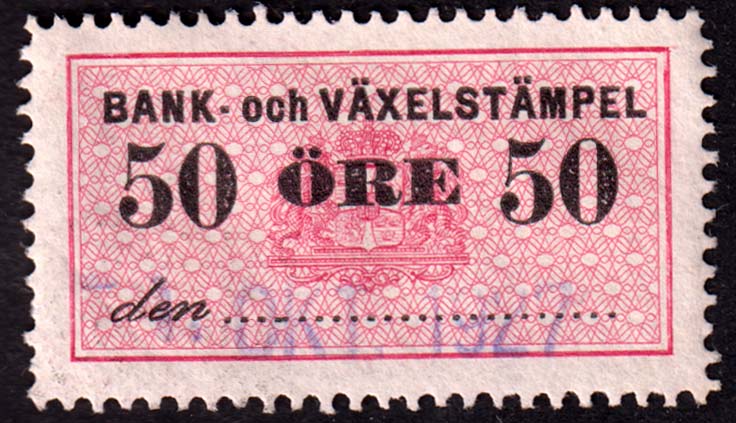 BANK- och VÄXELSTÄMPEL
50 ÖRE 50
den ........................................
OKT. 1927